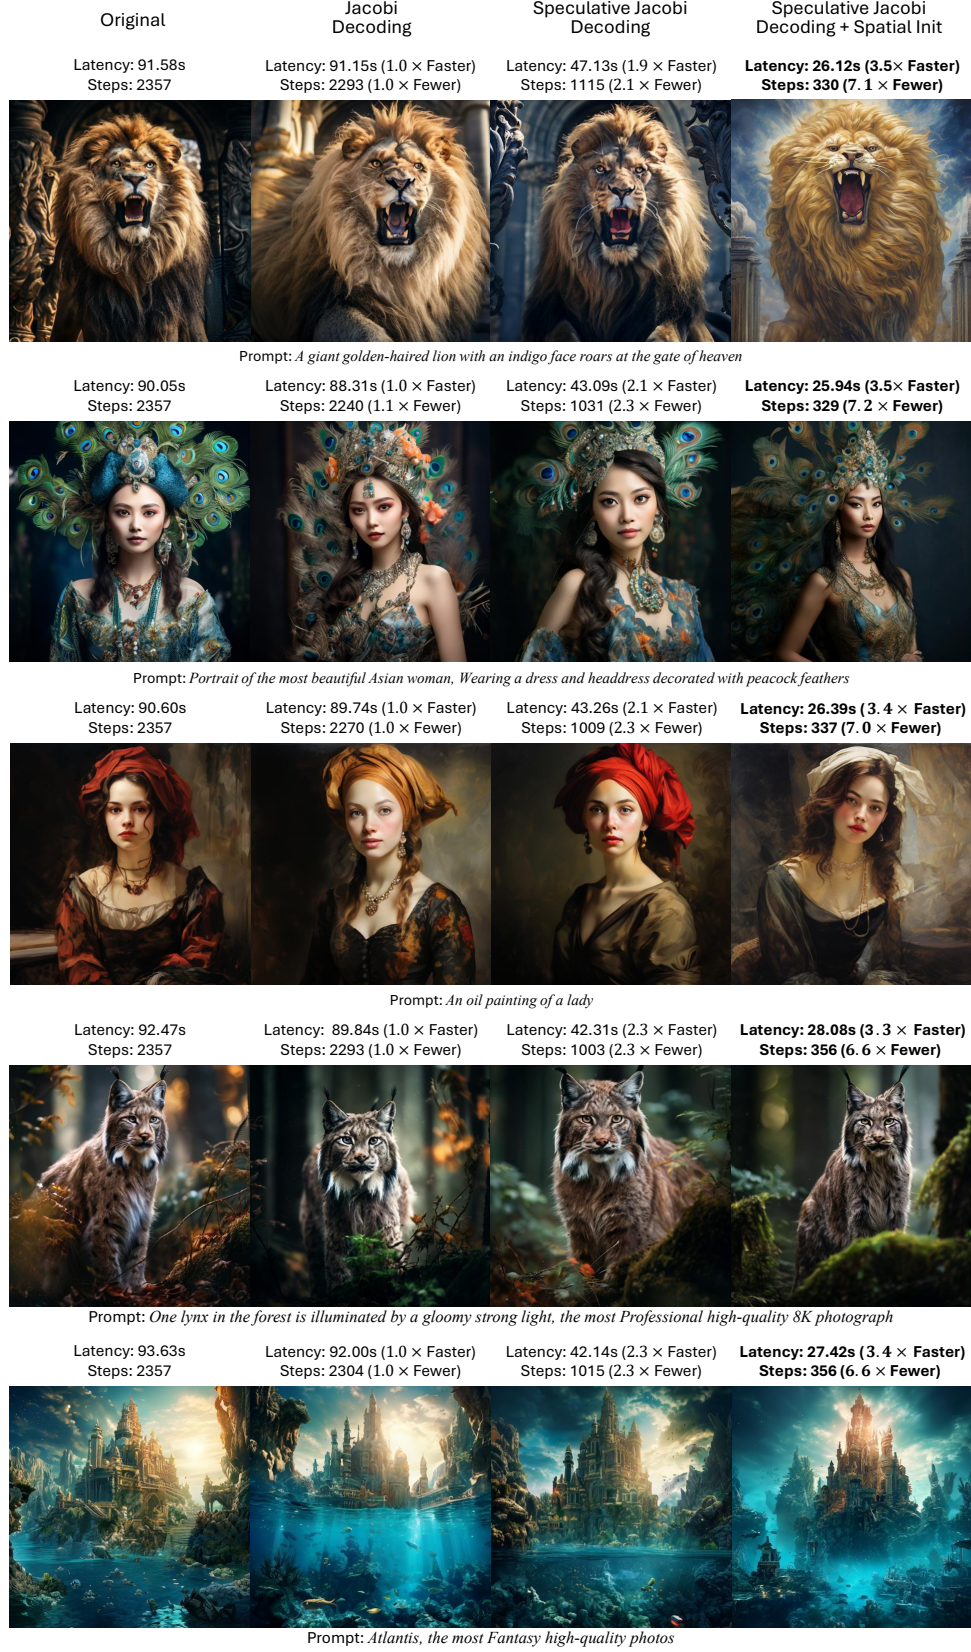 Original
Jacobi
Decoding
Speculative Jacobi
Decoding
Speculative Jacobi
Decoding + Spatial Init
Latency: 91.58s
Steps: 2357
Latency: 91.15s (1.0 × Faster)
Steps: 2293 (1.0 × Fewer)
Latency: 47.13s (1.9 × Faster)
Steps: 1115 (2.1 × Fewer)
Latency: 26.12s (3.5× Faster)
Steps: 330 (7.1 × Fewer)
Prompt: A giant golden-haired lion with an indigo face roars at the gate of heaven
Latency: 90.05s
Steps: 2357
Latency: 88.31s (1.0 × Faster)
Steps: 2240 (1.1 × Fewer)
Latency: 43.09s (2.1 × Faster)
Steps: 1031 (2.3 × Fewer)
Latency: 25.94s (3.5× Faster)
Steps: 329 (7.2 × Fewer)
Prompt: Portrait of the most beautiful Asian woman, Wearing a dress and headdress decorated with peacock feathers
Latency: 90.60s
Steps: 2357
Latency: 89.74s (1.0 × Faster)
Steps: 2270 (1.0 × Fewer)
Latency: 43.26s (2.1 × Faster)
Steps: 1009 (2.3 × Fewer)
Latency: 26.39s (3.4 × Faster)
Steps: 337 (7.0 × Fewer)
Prompt: An oil painting of a lady
Latency: 92.47s
Steps: 2357
Latency: 89.84s (1.0 × Faster)
Steps: 2293 (1.0 × Fewer)
Latency: 42.31s (2.3 × Faster)
Steps: 1003 (2.3 × Fewer)
Latency: 28.08s (3.3 × Faster)
Steps: 356 (6.6 × Fewer)
Prompt: One lynx in the forest is illuminated by a gloomy strong light, the most Professional high-quality 8K photograph
Latency: 93.63s
Steps: 2357
Latency: 92.00s (1.0 × Faster)
Steps: 2304 (1.0 × Fewer)
Latency: 42.14s (2.3 × Faster)
Steps: 1015 (2.3 × Fewer)
Latency: 27.42s (3.4 × Faster)
Steps: 356 (6.6 × Fewer)
Prompt: Atlantis, the most Fantasy high-quality photos